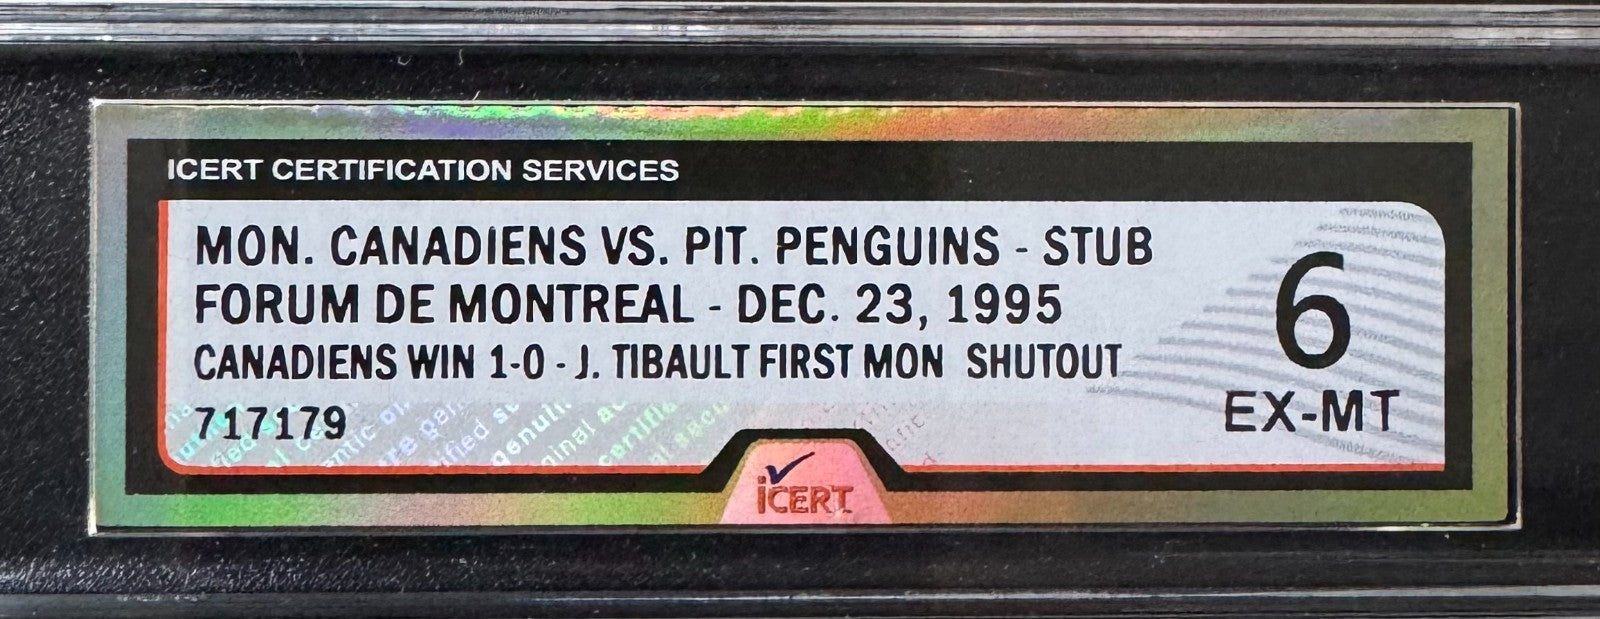 ICERT CERTIFICATION SERVICES
MON. CANADIENS VS. PIT. PENGUINS - STUB
FORUM DE MONTREAL - DEC. 23, 1995
CANADIENS WIN 1-0 - J. TIBAULT FIRST MON SHUTOUT
717179
6
EX-MT
iCERT